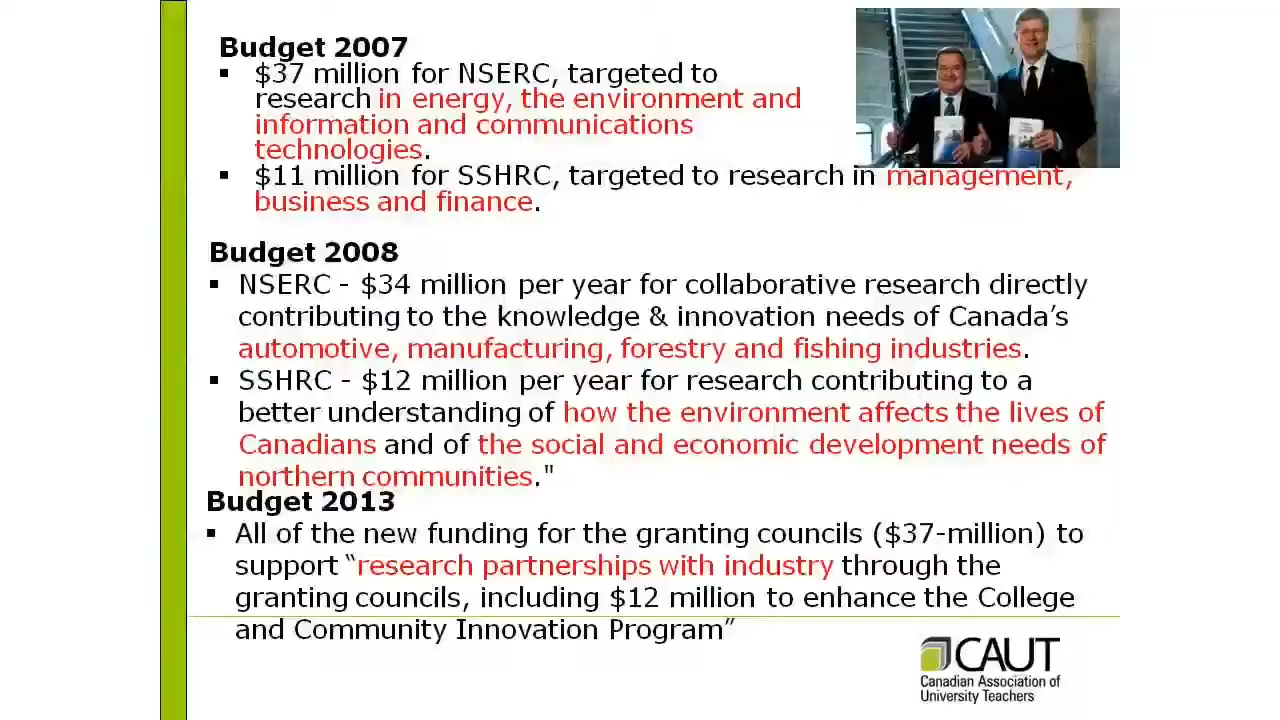 Budget 2007
▪ $37 million for NSERC, targeted to
research in energy, the environment and
information and communications
technologies.
▪ $11 million for SSHRC, targeted to research in management,
business and finance.
Budget 2008
▪ NSERC - $34 million per year for collaborative research directly
contributing to the knowledge & innovation needs of Canada’s
automotive, manufacturing, forestry and fishing industries.
▪ SSHRC - $12 million per year for research contributing to a
better understanding of how the environment affects the lives of
Canadians and of the social and economic development needs of
northern communities."
Budget 2013
▪ All of the new funding for the granting councils ($37-million) to
support “research partnerships with industry through the
granting councils, including $12 million to enhance the College
and Community Innovation Program”
CAUT
Canadian Association of
University Teachers